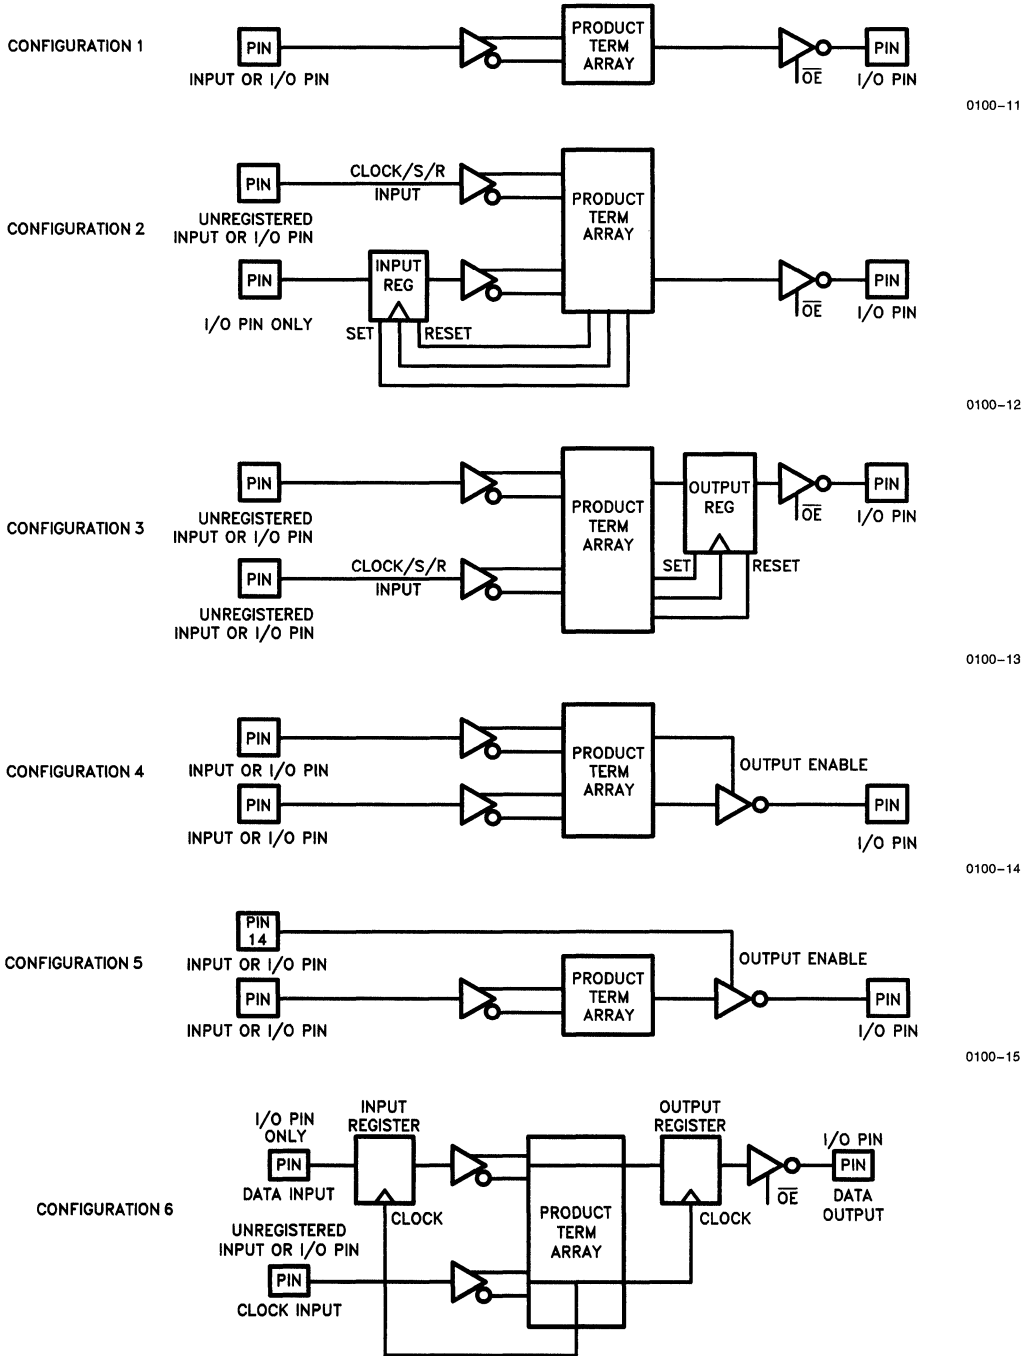 CONFIGURATION 1
PIN
INPUT OR I/O PIN
PRODUCT
TERM
ARRAY
OE
PIN
I/O PIN
0100-11
CONFIGURATION 2
PIN
UNREGISTERED
INPUT OR I/O PIN
CLOCK/S/R
INPUT
PIN
I/O PIN ONLY
INPUT
REG
SET
RESET
PRODUCT
TERM
ARRAY
OE
PIN
I/O PIN
0100-12
CONFIGURATION 3
PIN
UNREGISTERED
INPUT OR I/O PIN
PIN
UNREGISTERED
INPUT OR I/O PIN
CLOCK/S/R
INPUT
PRODUCT
TERM
ARRAY
OUTPUT
REG
SET
RESET
OE
PIN
I/O PIN
0100-13
CONFIGURATION 4
PIN
INPUT OR I/O PIN
PIN
INPUT OR I/O PIN
PRODUCT
TERM
ARRAY
OUTPUT ENABLE
PIN
I/O PIN
0100-14
CONFIGURATION 5
PIN
14
INPUT OR I/O PIN
PIN
INPUT OR I/O PIN
PRODUCT
TERM
ARRAY
OUTPUT ENABLE
PIN
I/O PIN
0100-15
CONFIGURATION 6
I/O PIN
ONLY
PIN
DATA INPUT
INPUT
REGISTER
CLOCK
UNREGISTERED
INPUT OR I/O PIN
PIN
CLOCK INPUT
PRODUCT
TERM
ARRAY
OUTPUT
REGISTER
CLOCK
OE
I/O PIN
PIN
DATA
OUTPUT